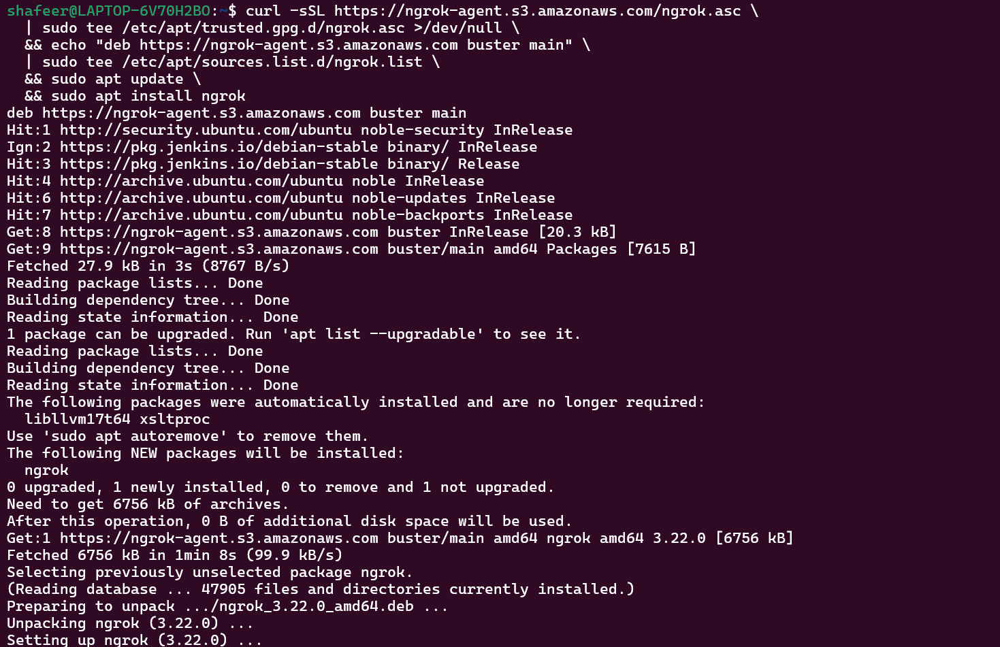 shafeer@LAPTOP-6V70H2BO:~$ curl -sSL https://ngrok-agent.s3.amazonaws.com/ngrok.asc \
  | sudo tee /etc/apt/trusted.gpg.d/ngrok.asc >/dev/null \
  && echo "deb https://ngrok-agent.s3.amazonaws.com buster main" \
  | sudo tee /etc/apt/sources.list.d/ngrok.list \
  && sudo apt update \
  && sudo apt install ngrok
deb https://ngrok-agent.s3.amazonaws.com buster main
Hit:1 http://security.ubuntu.com/ubuntu noble-security InRelease
Ign:2 https://pkg.jenkins.io/debian-stable binary/ InRelease
Hit:3 https://pkg.jenkins.io/debian-stable binary/ Release
Hit:4 http://archive.ubuntu.com/ubuntu noble InRelease
Hit:6 http://archive.ubuntu.com/ubuntu noble-updates InRelease
Hit:7 http://archive.ubuntu.com/ubuntu noble-backports InRelease
Get:8 https://ngrok-agent.s3.amazonaws.com buster InRelease [20.3 kB]
Get:9 https://ngrok-agent.s3.amazonaws.com buster/main amd64 Packages [7615 B]
Fetched 27.9 kB in 3s (8767 B/s)
Reading package lists... Done
Building dependency tree... Done
Reading state information... Done
1 package can be upgraded. Run 'apt list --upgradable' to see it.
Reading package lists... Done
Building dependency tree... Done
Reading state information... Done
The following packages were automatically installed and are no longer required:
  libllvm17t64 xsltproc
Use 'sudo apt autoremove' to remove them.
The following NEW packages will be installed:
  ngrok
0 upgraded, 1 newly installed, 0 to remove and 1 not upgraded.
Need to get 6756 kB of archives.
After this operation, 0 B of additional disk space will be used.
Get:1 https://ngrok-agent.s3.amazonaws.com buster/main amd64 ngrok amd64 3.22.0 [6756 kB]
Fetched 6756 kB in 1min 8s (99.9 kB/s)
Selecting previously unselected package ngrok.
(Reading database ... 47905 files and directories currently installed.)
Preparing to unpack .../ngrok_3.22.0_amd64.deb ...
Unpacking ngrok (3.22.0) ...
Setting up ngrok (3.22.0) ...